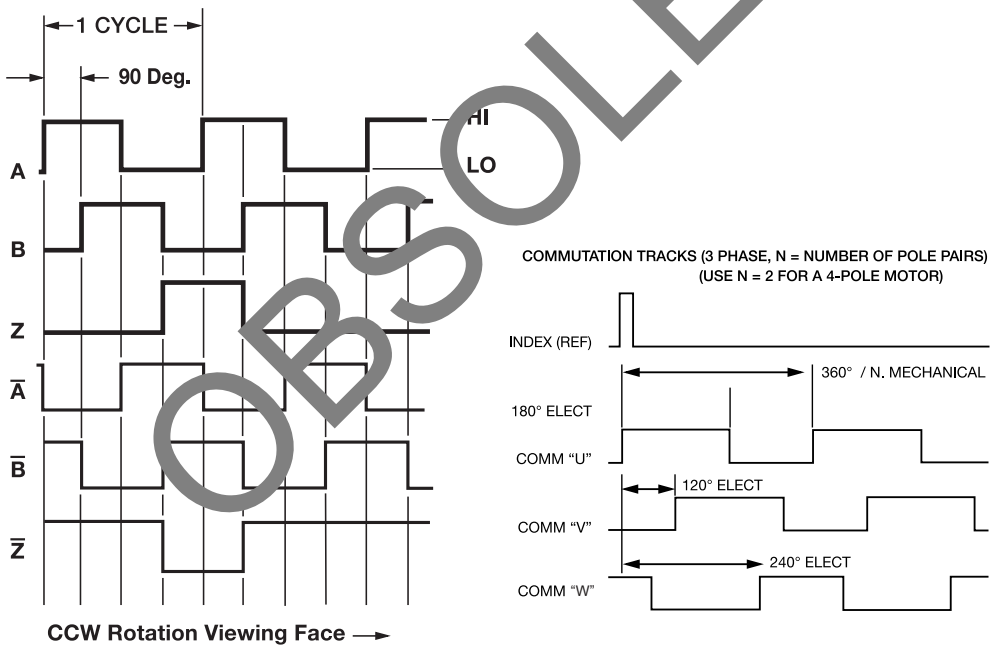 1 CYCLE
90 Deg.
HI
A
LO
B
Z
A̅
B̅
Z̅
CCW Rotation Viewing Face
COMMUTATION TRACKS (3 PHASE, N = NUMBER OF POLE PAIRS)
(USE N = 2 FOR A 4-POLE MOTOR)
INDEX (REF)
360° / N. MECHANICAL
180° ELECT
COMM “U”
120° ELECT
COMM “V”
240° ELECT
COMM “W”